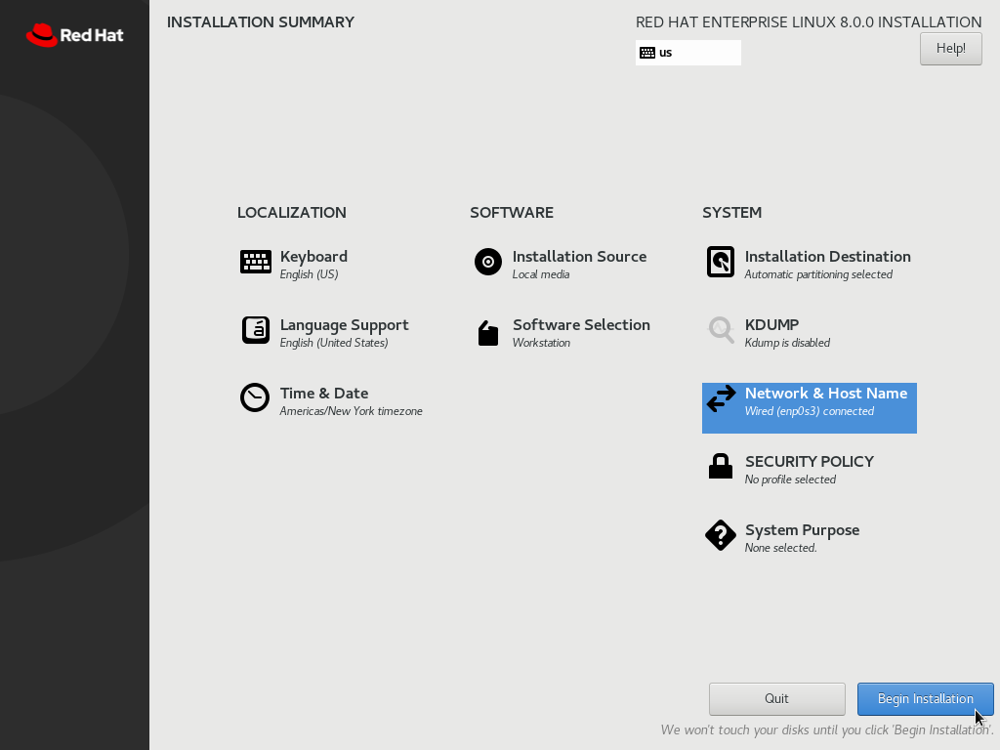 Red Hat
INSTALLATION SUMMARY
RED HAT ENTERPRISE LINUX 8.0.0 INSTALLATION
us
Help!
LOCALIZATION
Keyboard
English (US)
Language Support
English (United States)
Time & Date
Americas/New York timezone
SOFTWARE
Installation Source
Local media
Software Selection
Workstation
SYSTEM
Installation Destination
Automatic partitioning selected
KDUMP
Kdump is disabled
Network & Host Name
Wired (enp0s3) connected
SECURITY POLICY
No profile selected
System Purpose
None selected.
Quit
Begin Installation
We won't touch your disks until you click 'Begin Installation'.